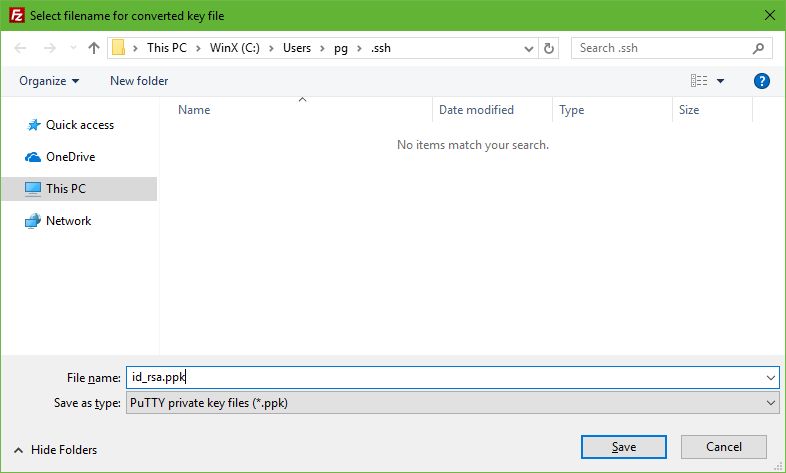 Fz Select filename for converted key file
This PC WinX (C:) Users pg .ssh Search .ssh
Organize New folder ?
Name Date modified Type Size
Quick access
No items match your search.
OneDrive
This PC
Network
File name: id_rsa.ppk
Save as type: PuTTY private key files (*.ppk)
Hide Folders Save Cancel